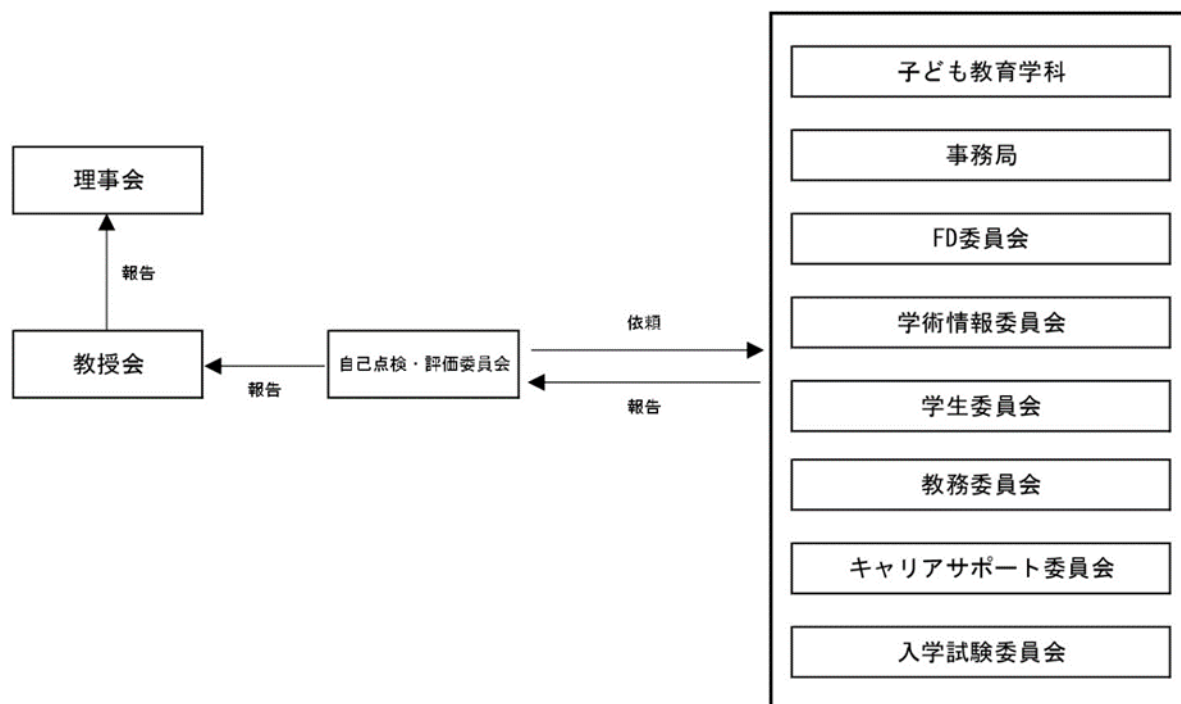 理事会
報告
教授会
報告
自己点検・評価委員会
依頼
報告
子ども教育学科
事務局
FD委員会
学術情報委員会
学生委員会
教務委員会
キャリアサポート委員会
入学試験委員会